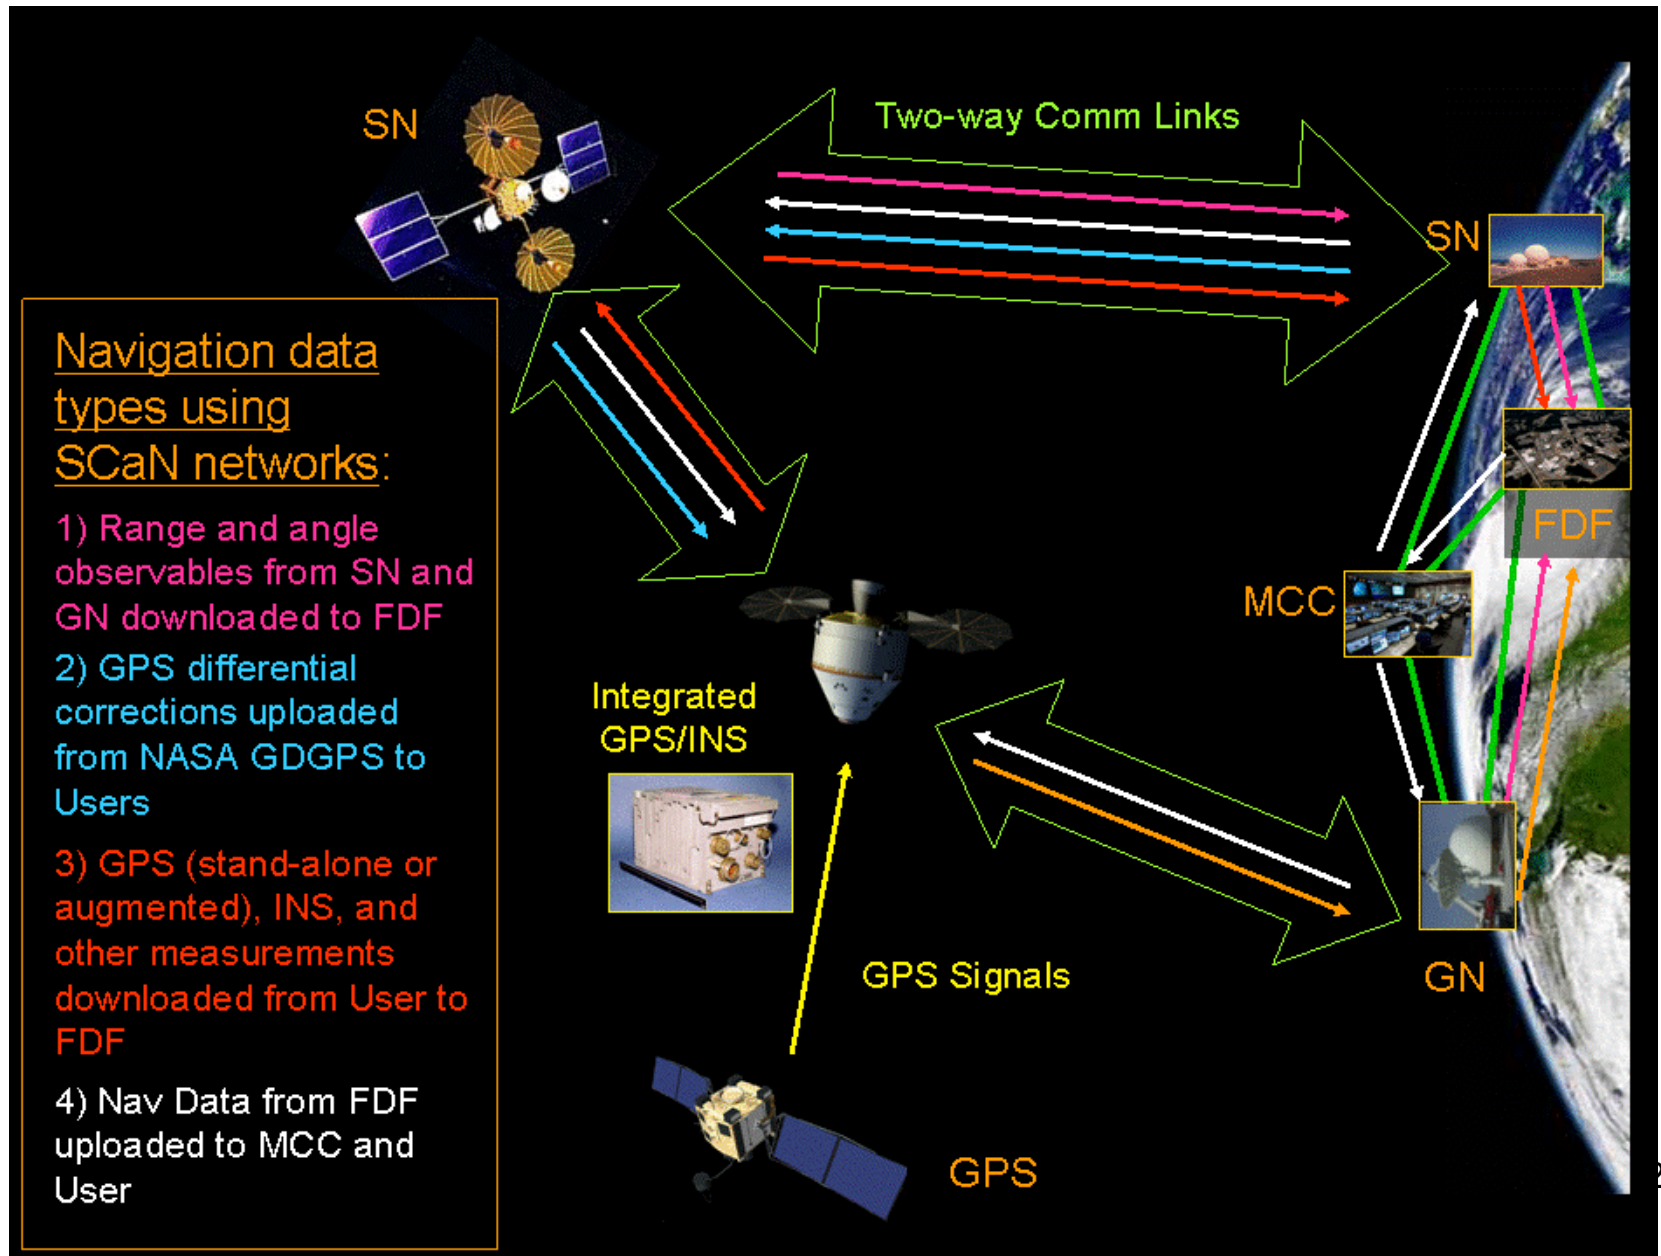 SN
Two-way Comm Links
SN
Navigation data
types using
SCaN networks:
1) Range and angle
observables from SN and
GN downloaded to FDF
2) GPS differential
corrections uploaded
from NASA GDGPS to
Users
3) GPS (stand-alone or
augmented), INS, and
other measurements
downloaded from User to
FDF
4) Nav Data from FDF
uploaded to MCC and
User
FDF
MCC
Integrated
GPS/INS
GPS Signals
GN
GPS